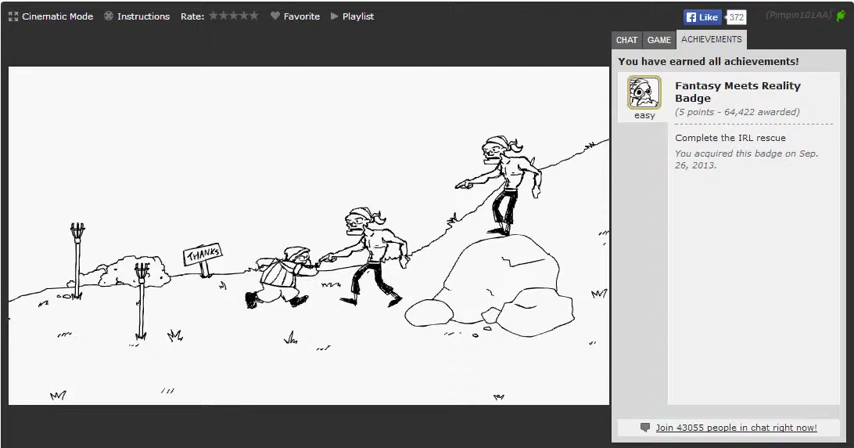 Cinematic Mode Instructions Rate: Favorite Playlist Like 372 (Pimpin101AA)
CHAT GAME ACHIEVEMENTS
You have earned all achievements!
Fantasy Meets Reality
Badge
(5 points - 64,422 awarded)
easy
Complete the IRL rescue
You acquired this badge on Sep.
26, 2013.
THANKS
Join 43055 people in chat right now!